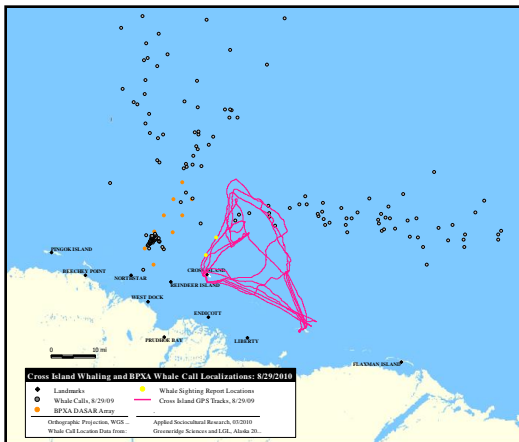 PINGOK ISLAND
BLECHEY POINT
NORTHSTAR
CROSS ISLAND
REINDEER ISLAND
WEST DOCK
ENDICOTT
PRUDHOE BAY
LIBERTY
FLAXMAN ISLAND
0 10 mi
Cross Island Whaling and BPXA Whale Call Localizations: 8/29/2010
Landmarks
Whale Sighting Report Locations
Whale Calls, 8/29/09
Cross Island GPS Tracks, 8/29/09
BPXA DASAR Array
Orthographic Projection, WGS ...
Applied Sociocultural Research, 03/2010
Whale Call Location Data from:
Greeneridge Sciences and LGL, Alaska 20...